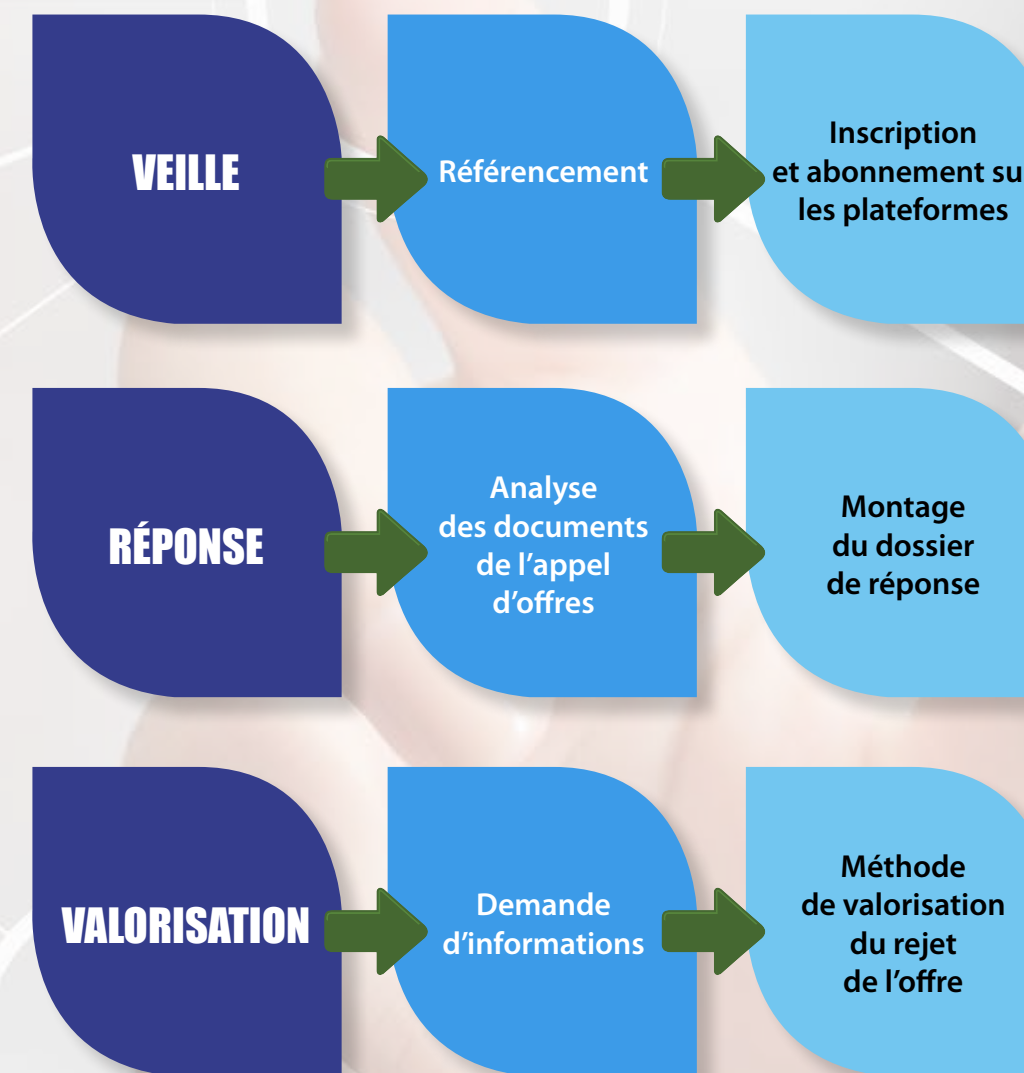 VEILLE
Référencement
Inscription
et abonnement su
les plateformes
RÉPONSE
Analyse
des documents
de l’appel
d’offres
Montage
du dossier
de réponse
VALORISATION
Demande
d’informations
Méthode
de valorisation
du rejet
de l’offre